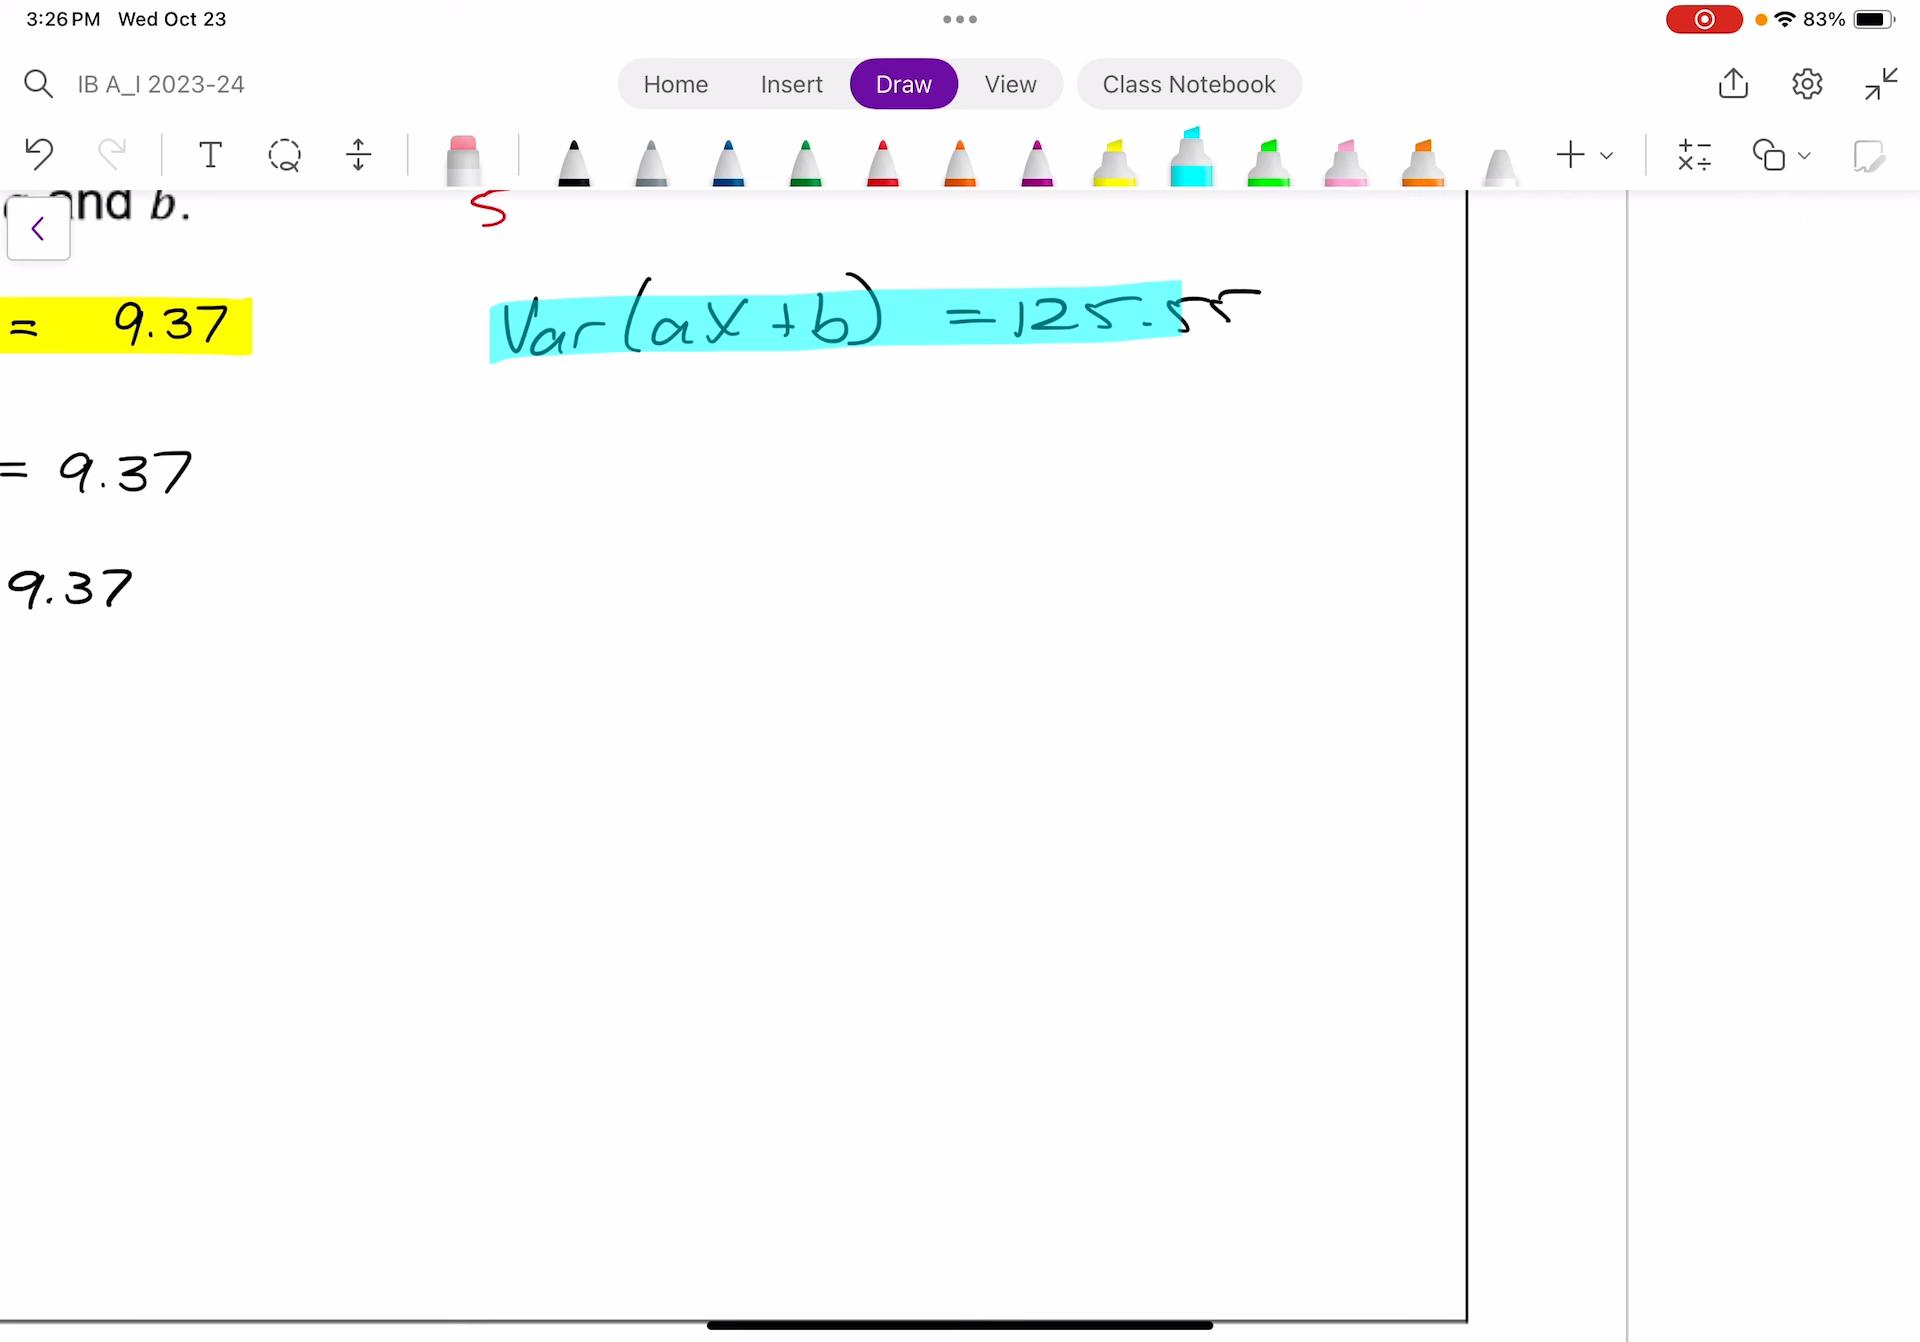 3:26 PM Wed Oct 23
83%
IB A_I 2023-24
Home Insert Draw View Class Notebook
T
and b.
S
= 9.37
Var(aX+b) = 125.55
= 9.37
9.37